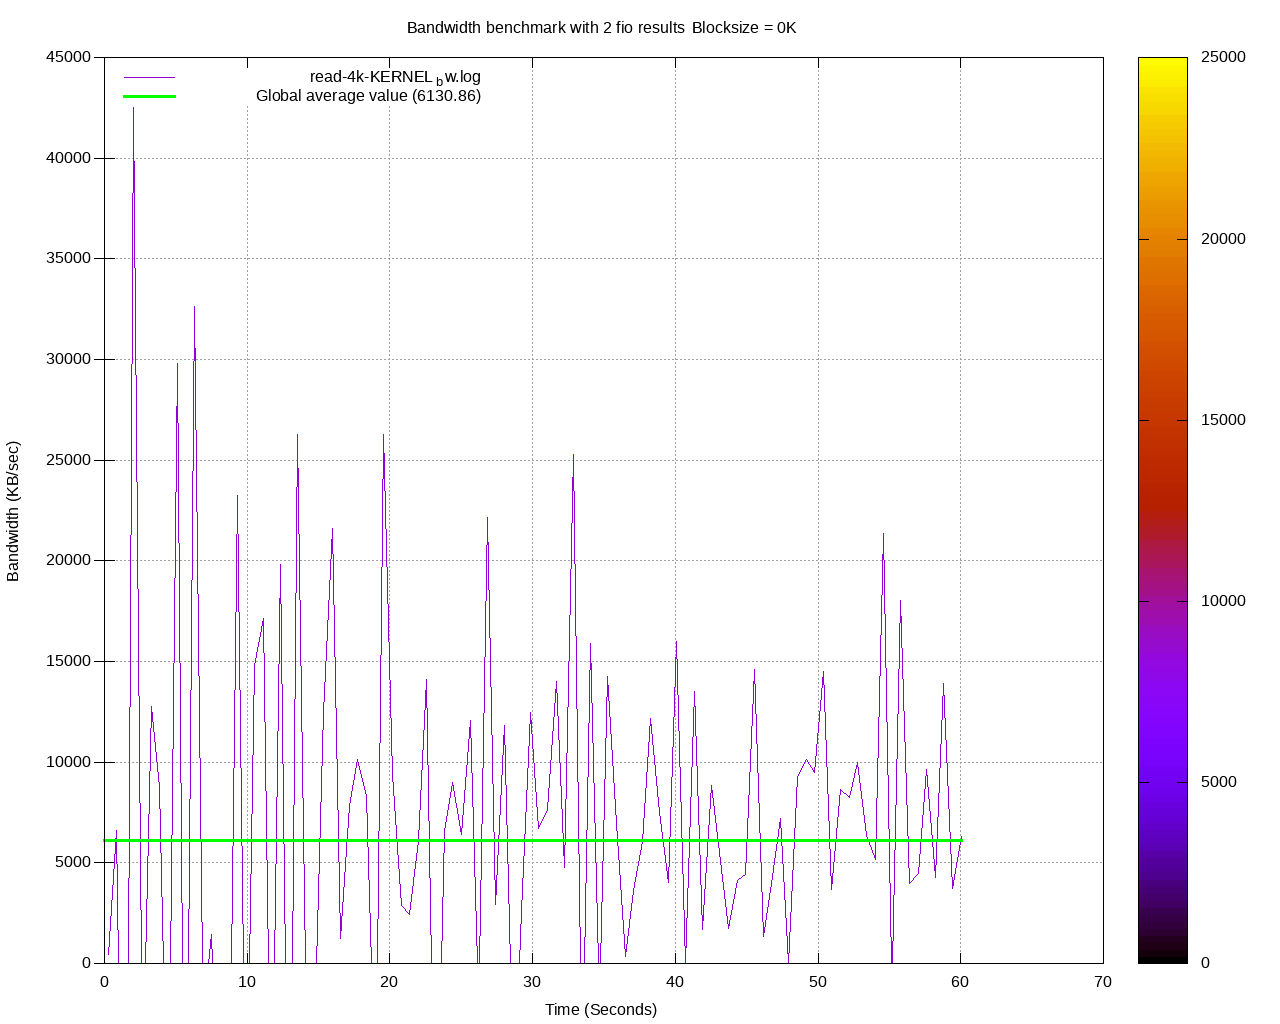 Bandwidth benchmark with 2 fio results Blocksize = 0K
read-4k-KERNEL_bw.log
Global average value (6130.86)
45000
40000
35000
30000
25000
20000
15000
10000
5000
0
Bandwidth (KB/sec)
0 10 20 30 40 50 60 70
Time (Seconds)
25000
20000
15000
10000
5000
0